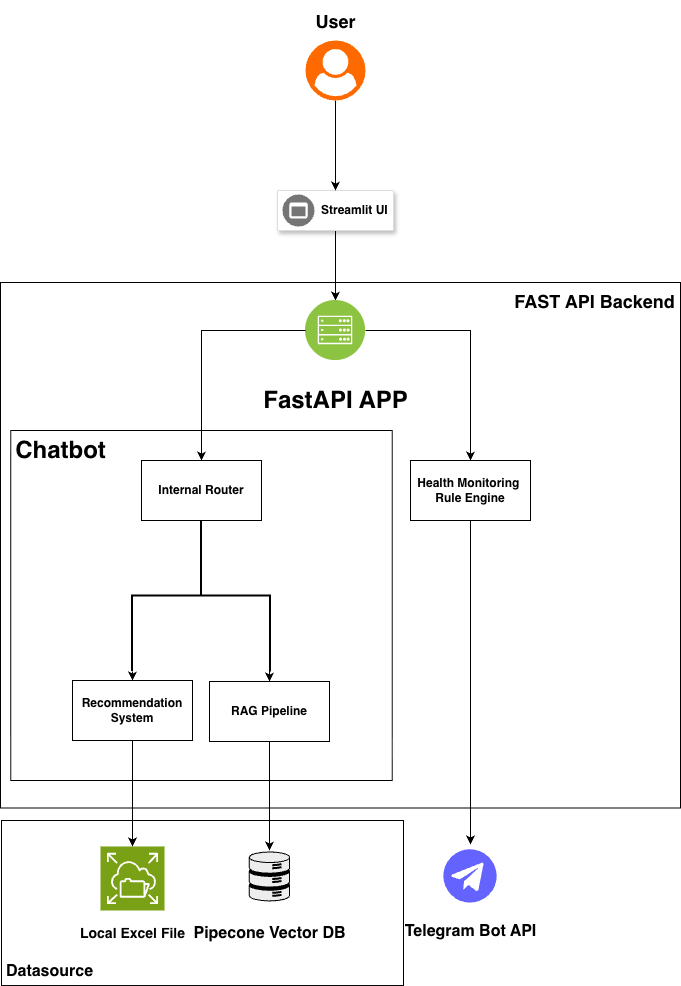 User
Streamlit UI
FAST API Backend
FastAPI APP
Chatbot
Internal Router
Health Monitoring
Rule Engine
Recommendation
System
RAG Pipeline
Local Excel File
Pipecone Vector DB
Telegram Bot API
Datasource